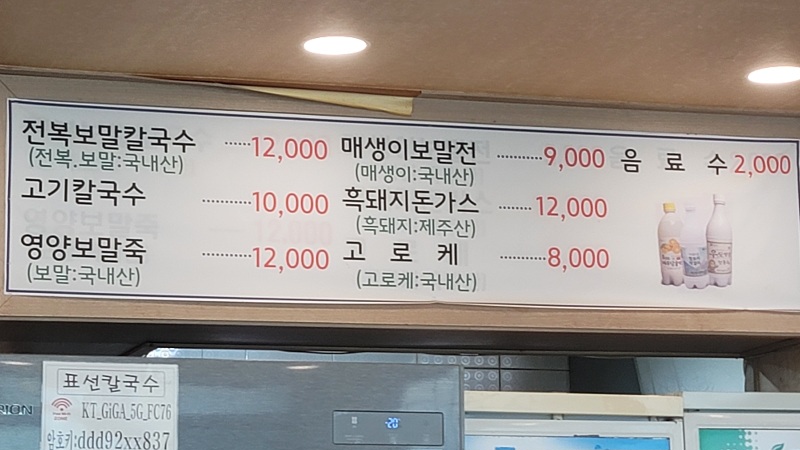 전복보말칼국수 ······12,000
(전복.보말:국내산)
고기칼국수 ········10,000
영양보말죽 ········12,000
(보말:국내산)
매생이보말전 ··········9,000
(매생이:국내산)
흑돼지돈가스 ·······12,000
(흑돼지:제주산)
고 로 케 ··········8,000
(고로케:국내산)
음 료 수 2,000
표선칼국수
KT_GiGA_5G_FC76
암호키:ddd92xx837
-20